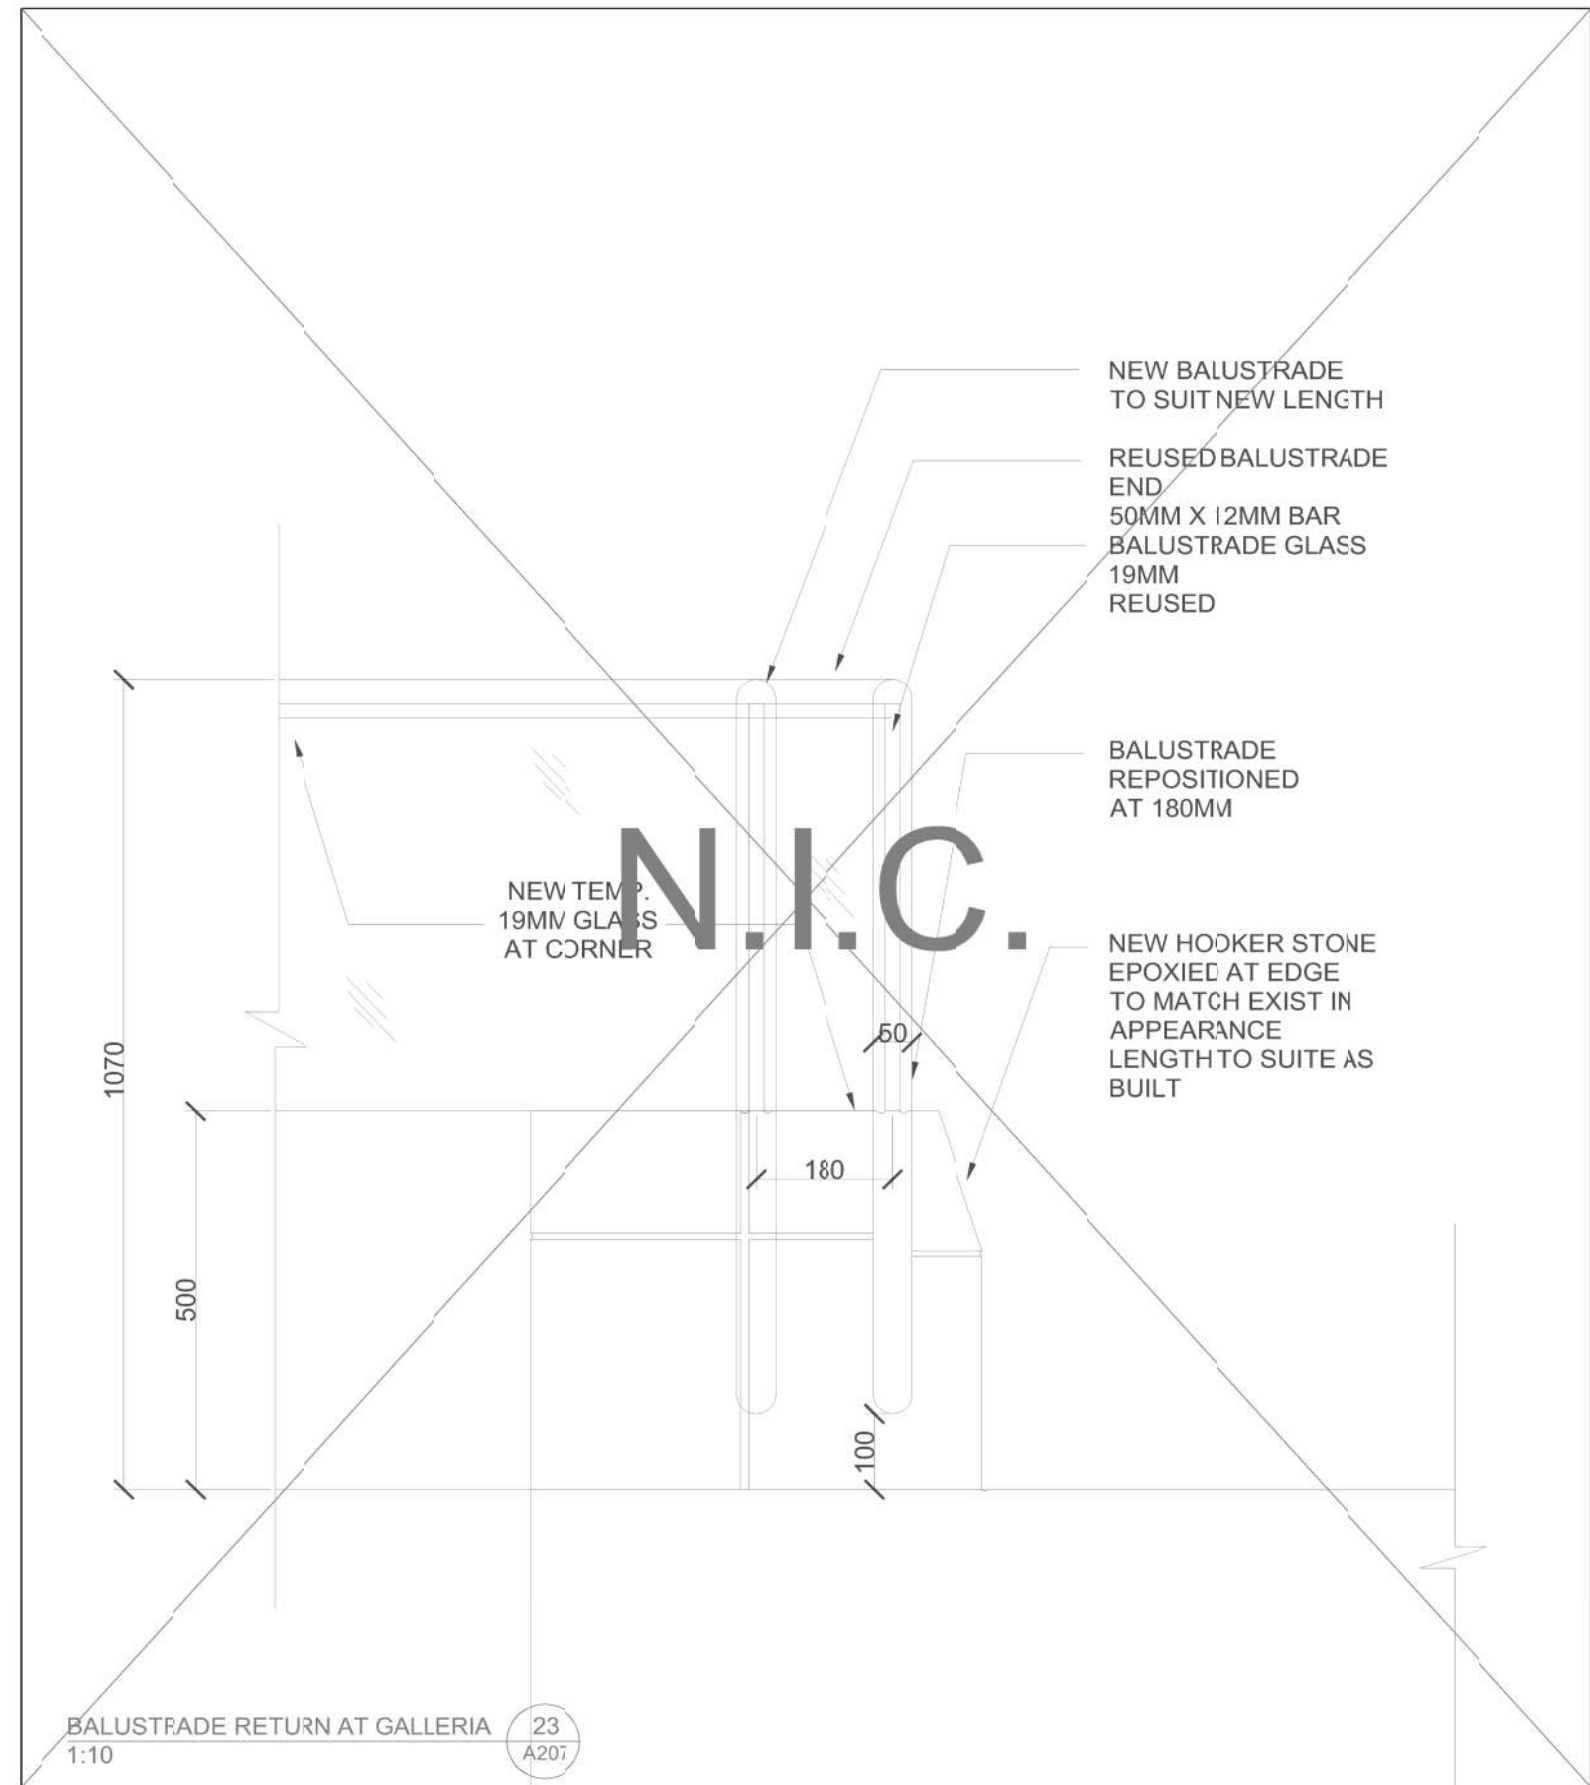 NEW BALUSTRADE
TO SUIT NEW LENGTH
REUSED BALUSTRADE
END
50MM X 12MM BAR
BALUSTRADE GLASS
19MM
REUSED
BALUSTRADE
REPOSITIONED
AT 180MM
N.I.C.
NEW TEMP.
19MM GLASS
AT CORNER
NEW HOOKER STONE
EPOXIED AT EDGE
TO MATCH EXIST IN
APPEARANCE
LENGTH TO SUITE AS
BUILT
50
1070
180
500
100
BALUSTRADE RETURN AT GALLERIA
1:10
23
A207